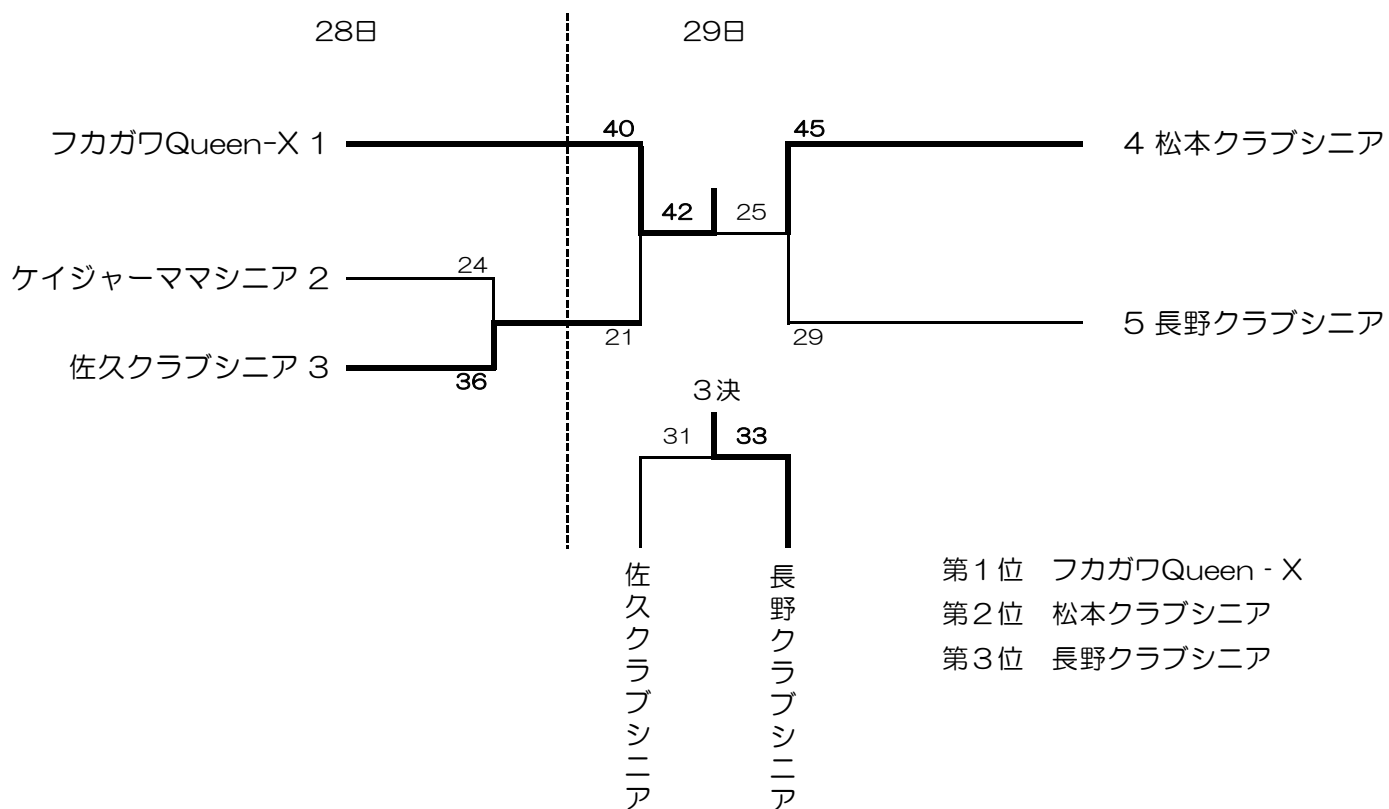 28日
29日
フカガワQueen-X 1
40
45
4 松本クラブシニア
42
25
ケイジャーママシニア 2
24
21
29
5 長野クラブシニア
佐久クラブシニア 3
36
3決
31
33
佐久クラブシニア
長野クラブシニア
第1位 フカガワQueen - X
第2位 松本クラブシニア
第3位 長野クラブシニア